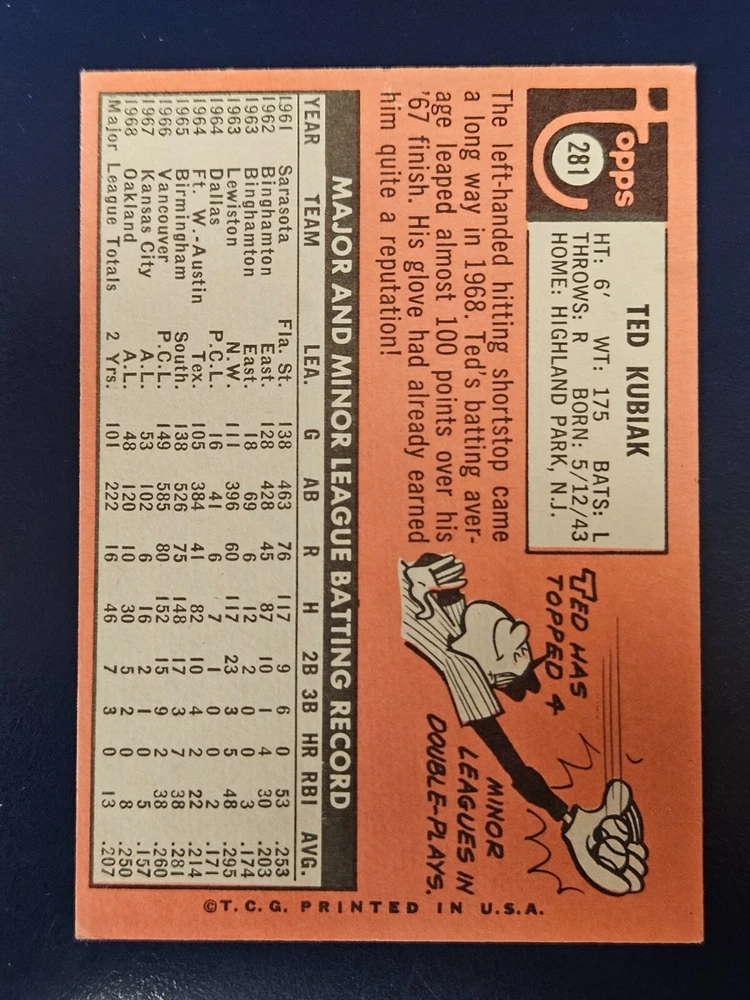 Topps
281
TED KUBIAK
HT: 6' WT: 175 BATS: L
THROWS: R BORN: 5/12/43
HOME: HIGHLAND PARK, N.J.
The left-handed hitting shortstop came
a long way in 1968. Ted's batting aver-
age leaped almost 100 points over his
'67 finish. His glove had already earned
him quite a reputation!
TED HAS
TOPPED 4
MINOR
LEAGUES IN
DOUBLE-PLAYS.
MAJOR AND MINOR LEAGUE BATTING RECORD
YEAR TEAM LEA. G AB R H 2B 3B HR RBI AVG.
1961 Sarasota Fla. St. 138 463 76 117 9 6 0 53 .253
1962 Binghamton East. 128 428 45 87 10 1 4 30 .203
1963 Binghamton East. 18 69 6 12 2 0 0 3 .174
1963 Lewiston N.W. 111 396 60 117 23 3 5 48 .295
1964 Dallas P.C.L. 16 41 6 7 1 0 0 2 .171
1964 Ft. W.-Austin Tex. 105 384 41 82 10 4 2 22 .214
1965 Birmingham South. 138 526 75 148 17 3 7 38 .281
1966 Vancouver P.C.L. 149 585 80 152 15 9 2 38 .260
1967 Kansas City A.L. 53 102 6 16 2 1 0 5 .157
1968 Oakland A.L. 48 120 10 30 5 2 0 8 .250
Major League Totals 2 Yrs. 101 222 16 46 7 3 0 13 .207
©T.C.G. PRINTED IN U.S.A.